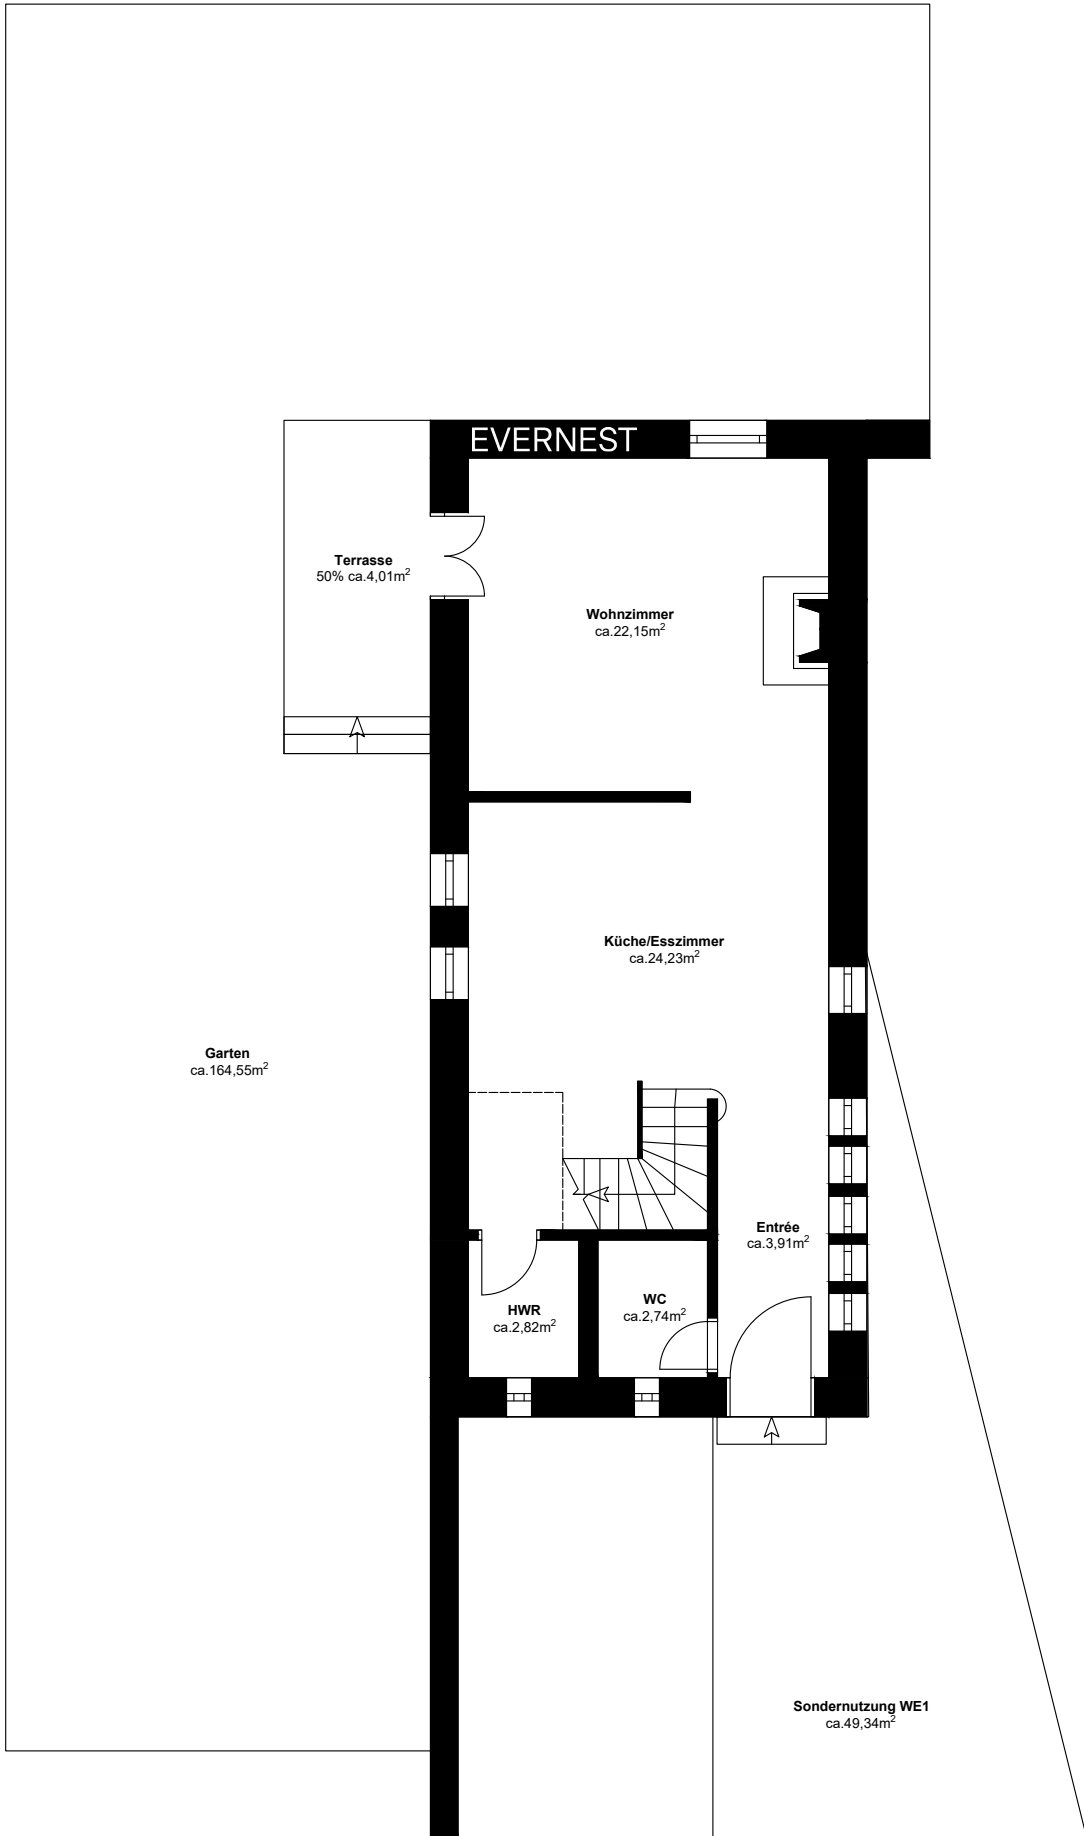 EVERNEST
Terrasse
50% ca.4,01m²
Wohnzimmer
ca.22,15m²
Küche/Esszimmer
ca.24,23m²
Garten
ca.164,55m²
Entrée
ca.3,91m²
HWR
ca.2,82m²
WC
ca.2,74m²
Sondernutzung WE1
ca.49,34m²